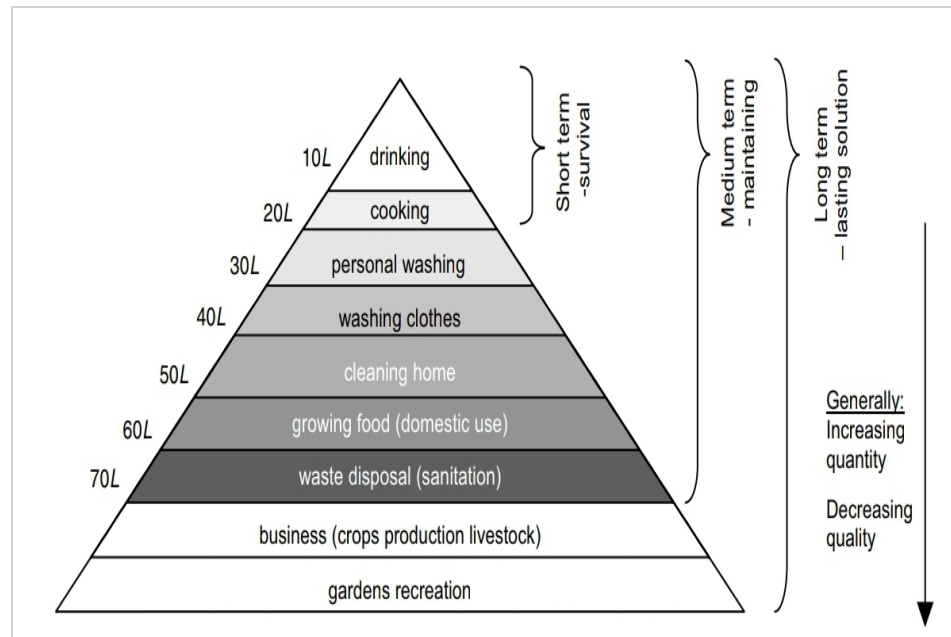 10L drinking
20L cooking
30L personal washing
40L washing clothes
50L cleaning home
60L growing food (domestic use)
70L waste disposal (sanitation)
business (crops production livestock)
gardens recreation
Short term
-survival
Medium term
- maintaining
Long term
– lasting solution
Generally:
Increasing
quantity
Decreasing
quality